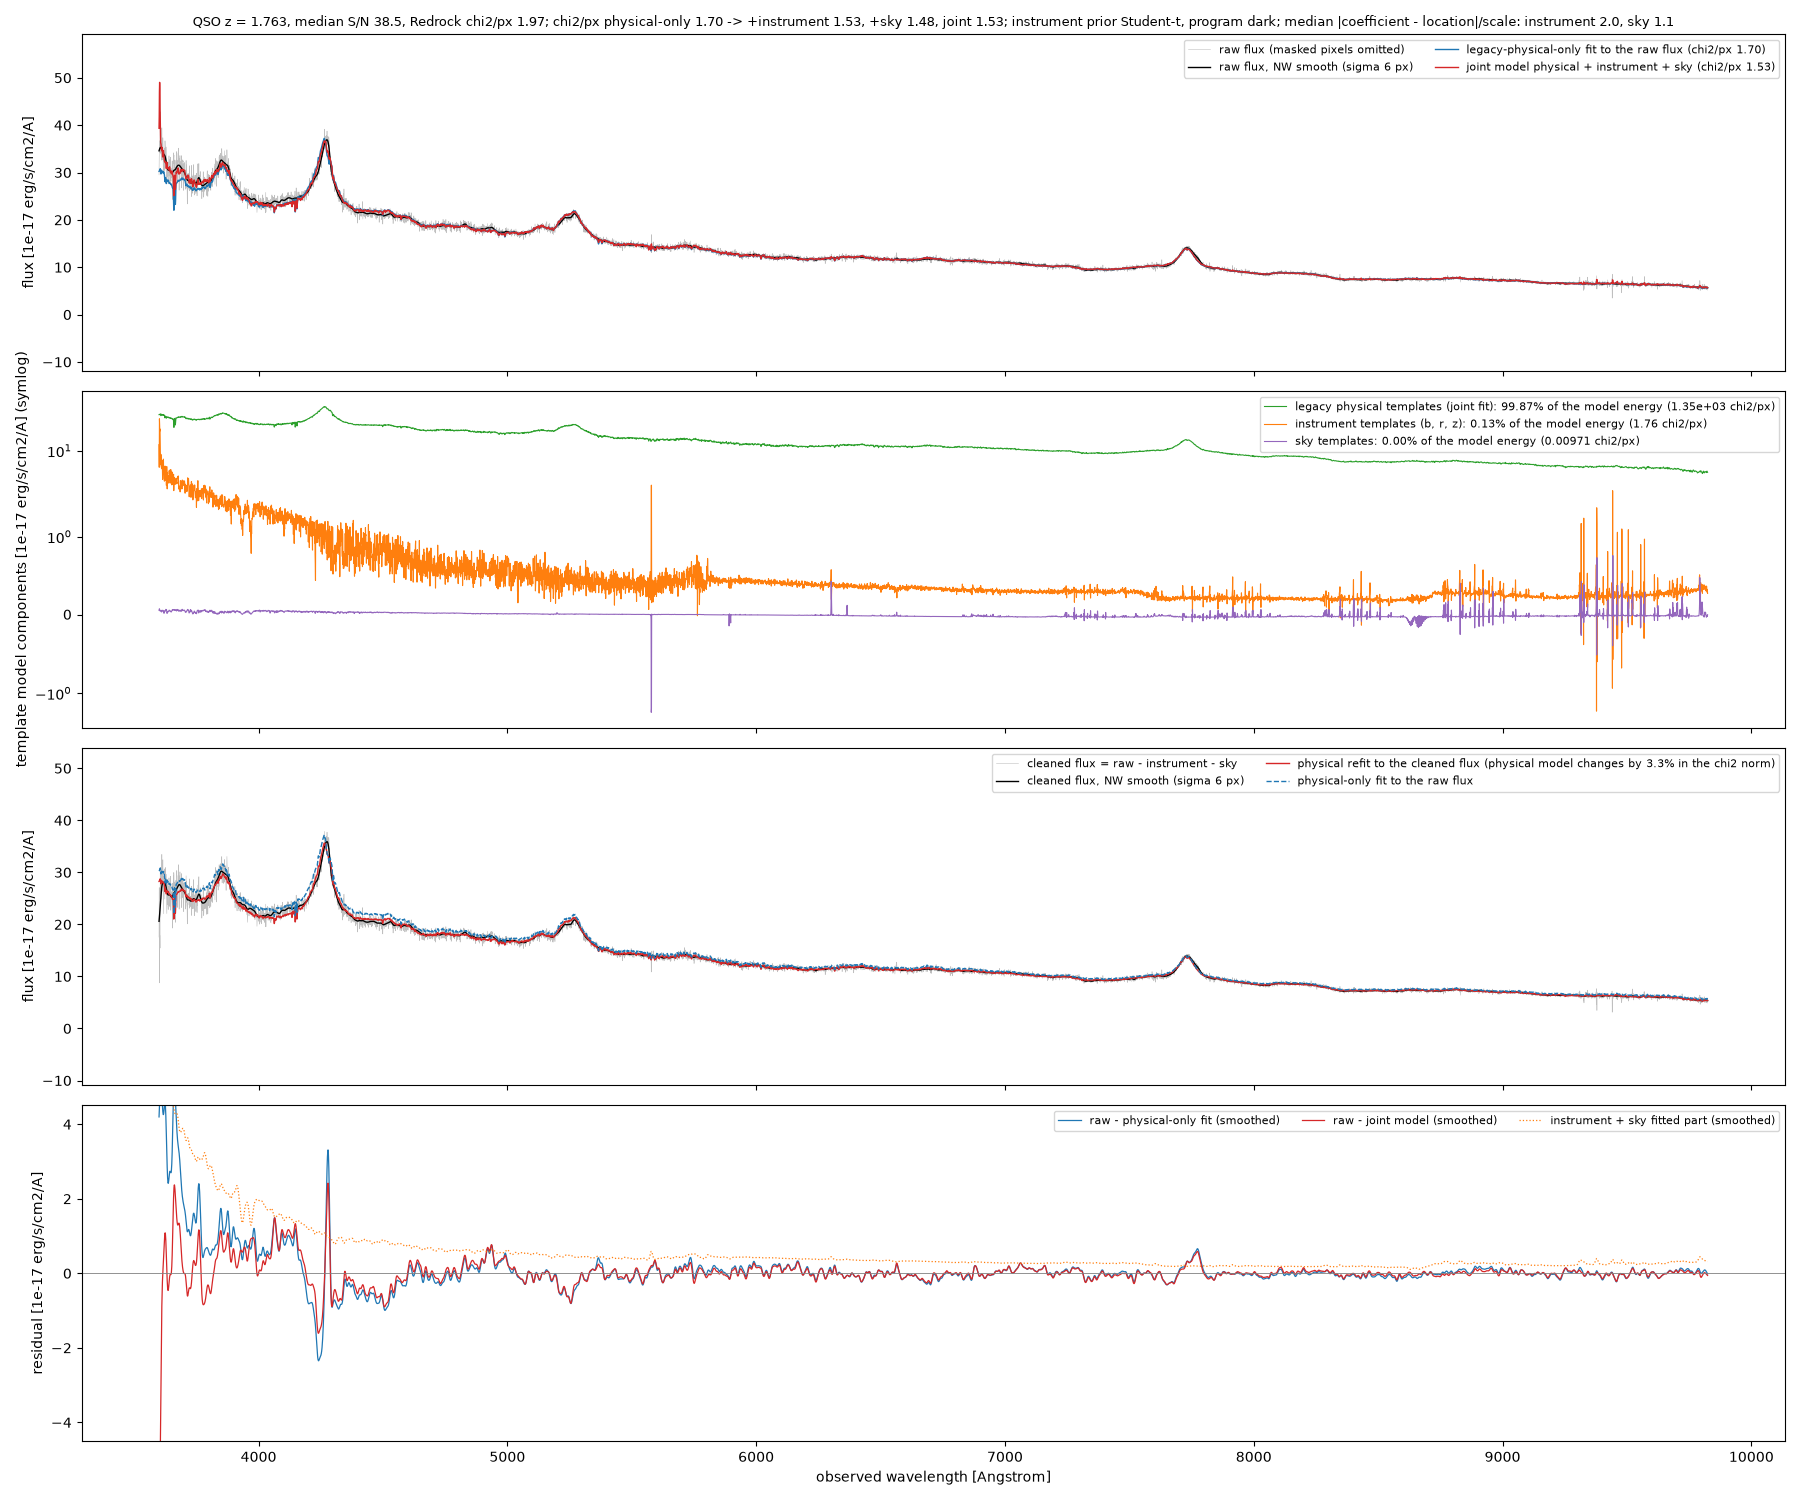 QSO z = 1.763, median S/N 38.5, Redrock chi2/px 1.97; chi2/px physical-only 1.70 -> +instrument 1.53, +sky 1.48, joint 1.53; instrument prior Student-t, program dark; median |coefficient - location|/scale: instrument 2.0, sky 1.1
raw flux (masked pixels omitted)
raw flux, NW smooth (sigma 6 px)
legacy-physical-only fit to the raw flux (chi2/px 1.70)
joint model physical + instrument + sky (chi2/px 1.53)
flux [1e-17 erg/s/cm2/A]
50
40
30
20
10
0
−10
legacy physical templates (joint fit): 99.87% of the model energy (1.35e+03 chi2/px)
instrument templates (b, r, z): 0.13% of the model energy (1.76 chi2/px)
sky templates: 0.00% of the model energy (0.00971 chi2/px)
template model components [1e-17 erg/s/cm2/A] (symlog)
10¹
10⁰
0
−10⁰
cleaned flux = raw - instrument - sky
cleaned flux, NW smooth (sigma 6 px)
physical refit to the cleaned flux (physical model changes by 3.3% in the chi2 norm)
physical-only fit to the raw flux
flux [1e-17 erg/s/cm2/A]
50
40
30
20
10
0
−10
raw - physical-only fit (smoothed)
raw - joint model (smoothed)
instrument + sky fitted part (smoothed)
residual [1e-17 erg/s/cm2/A]
4
2
0
−2
−4
4000 5000 6000 7000 8000 9000 10000
observed wavelength [Angstrom]